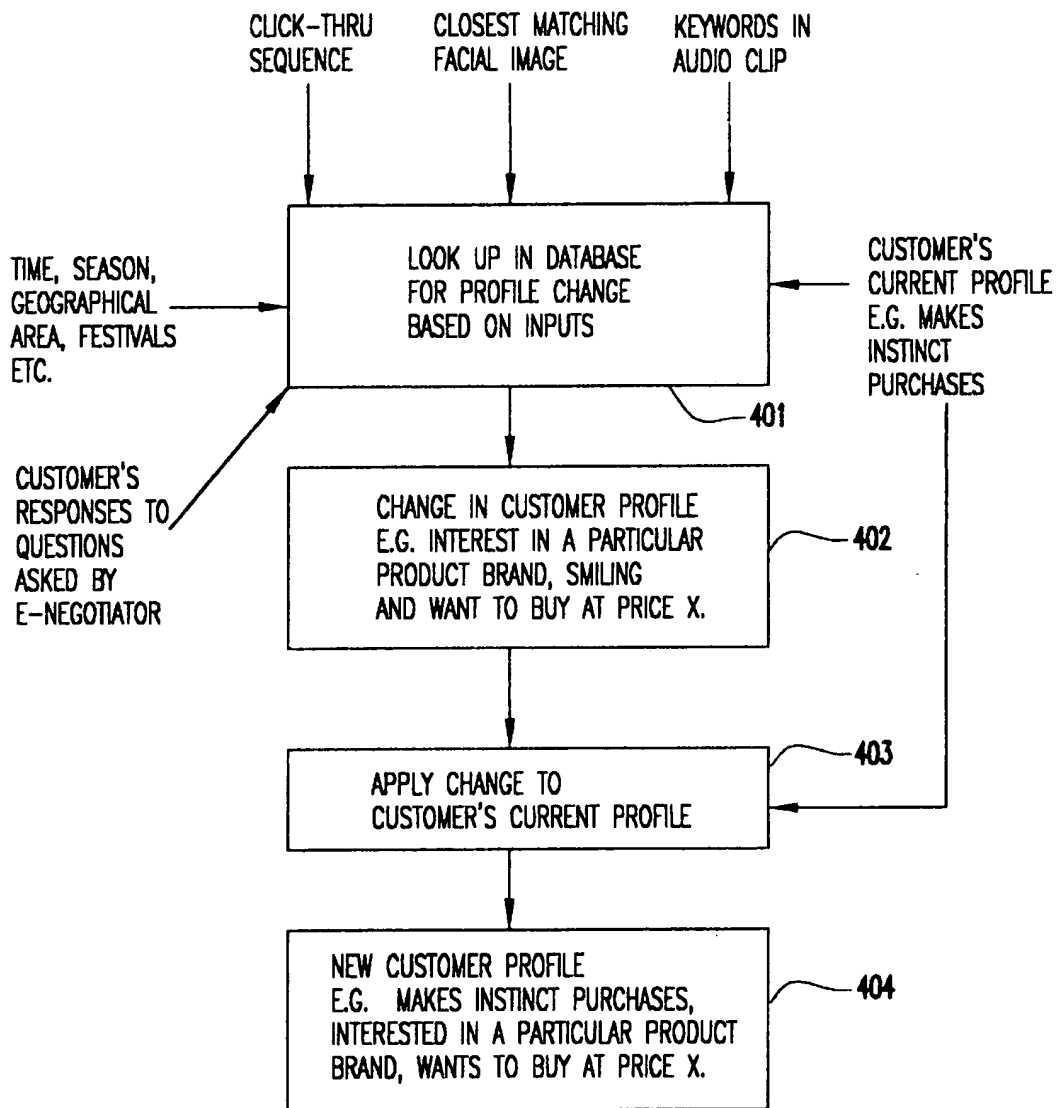 CLICK-THRU
SEQUENCE
CLOSEST MATCHING
FACIAL IMAGE
KEYWORDS IN
AUDIO CLIP
TIME, SEASON,
GEOGRAPHICAL
AREA, FESTIVALS
ETC.
LOOK UP IN DATABASE
FOR PROFILE CHANGE
BASED ON INPUTS
CUSTOMER'S
CURRENT PROFILE
E.G. MAKES
INSTINCT
PURCHASES
401
CUSTOMER'S
RESPONSES TO
QUESTIONS
ASKED BY
E-NEGOTIATOR
CHANGE IN CUSTOMER PROFILE
E.G. INTEREST IN A PARTICULAR
PRODUCT BRAND, SMILING
AND WANT TO BUY AT PRICE X.
402
APPLY CHANGE TO
CUSTOMER'S CURRENT PROFILE
403
NEW CUSTOMER PROFILE
E.G. MAKES INSTINCT PURCHASES,
INTERESTED IN A PARTICULAR PRODUCT
BRAND, WANTS TO BUY AT PRICE X.
404